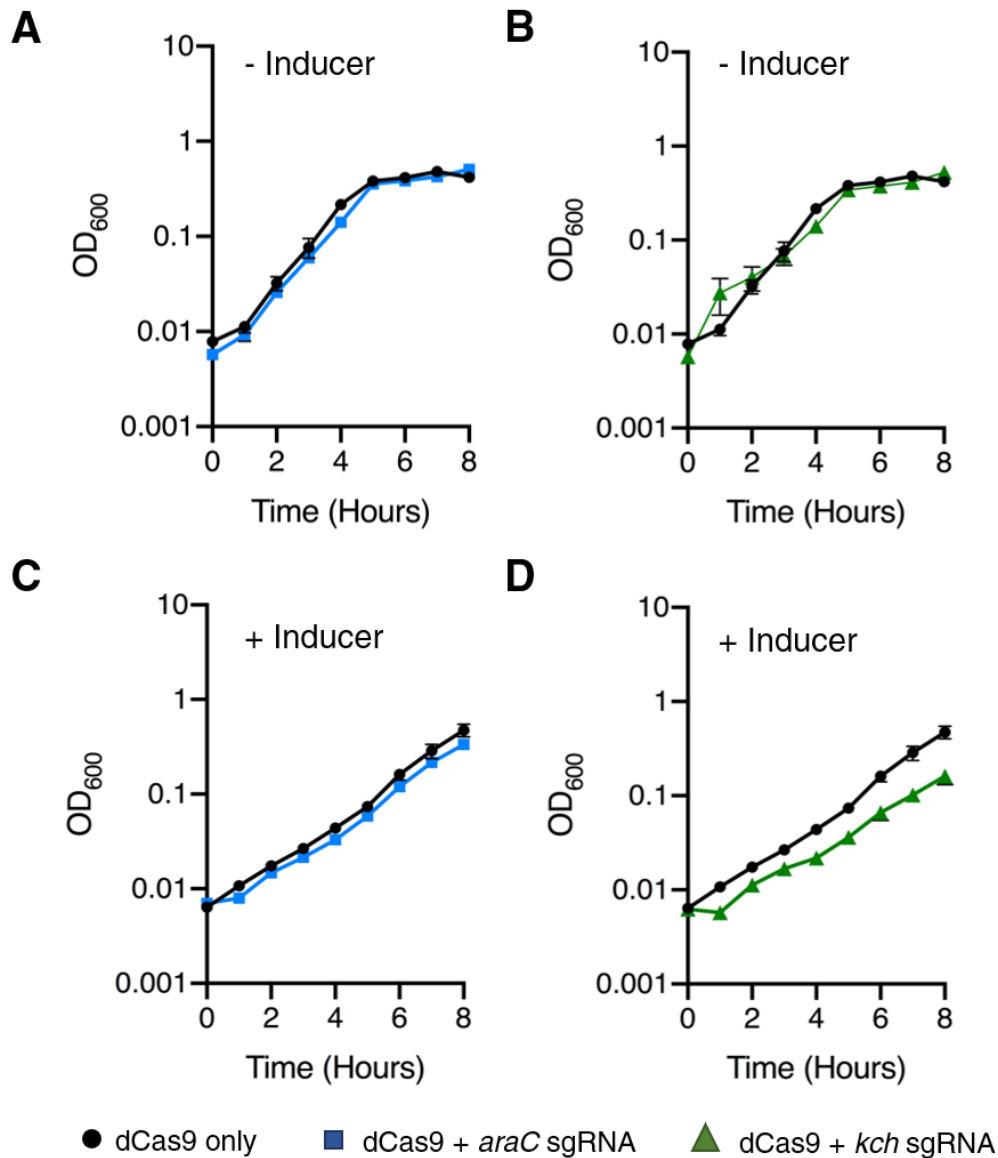 A
- Inducer
10
1
0.1
0.01
0.001
OD600
0 2 4 6 8
Time (Hours)
B
- Inducer
10
1
0.1
0.01
0.001
OD600
0 2 4 6 8
Time (Hours)
C
+ Inducer
10
1
0.1
0.01
0.001
OD600
0 2 4 6 8
Time (Hours)
D
+ Inducer
10
1
0.1
0.01
0.001
OD600
0 2 4 6 8
Time (Hours)
dCas9 only
dCas9 + araC sgRNA
dCas9 + kch sgRNA